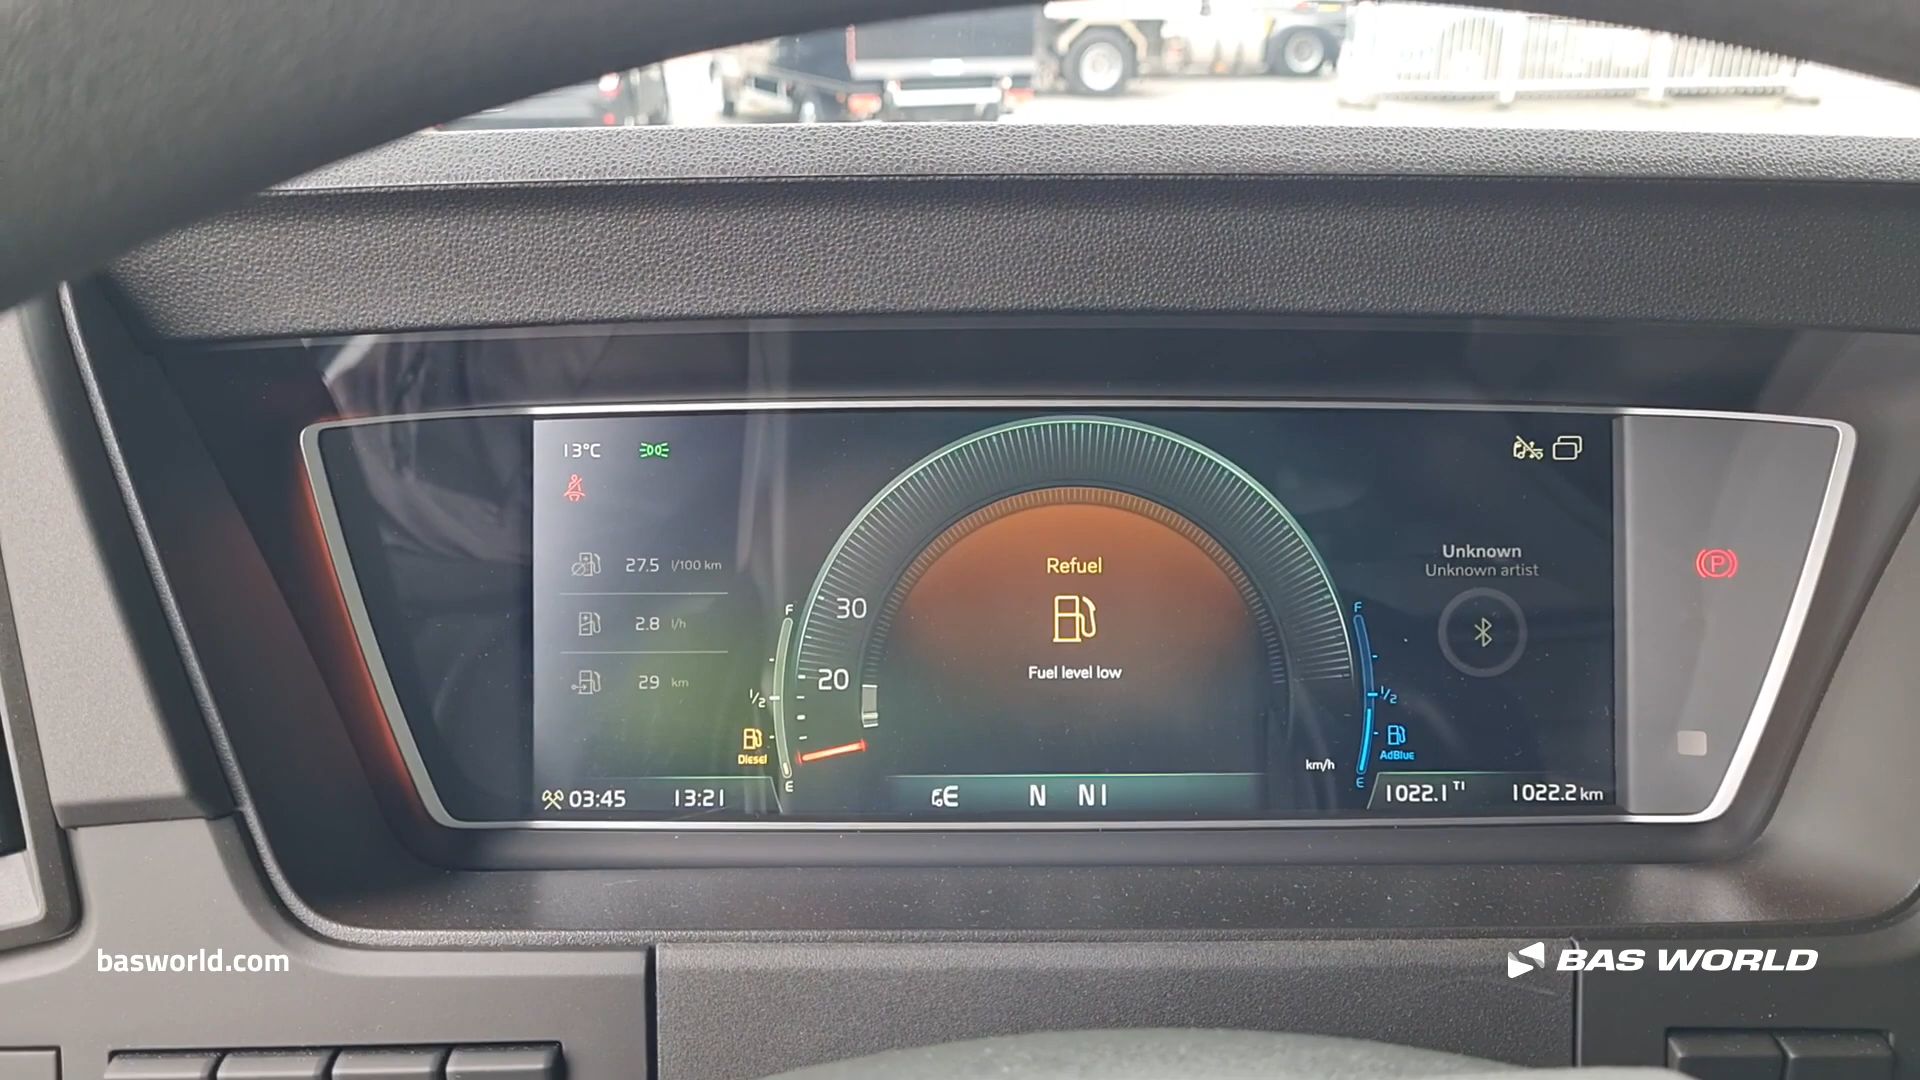 13°C
27.5 l/100 km
2.8 l/h
29 km
F
1/2
Diesel
E
03:45 13:21
30
20
Refuel
Fuel level low
E N N1
km/h
Unknown
Unknown artist
F
1/2
AdBlue
E
1022.1 T1 1022.2 km
P
basworld.com
BAS WORLD